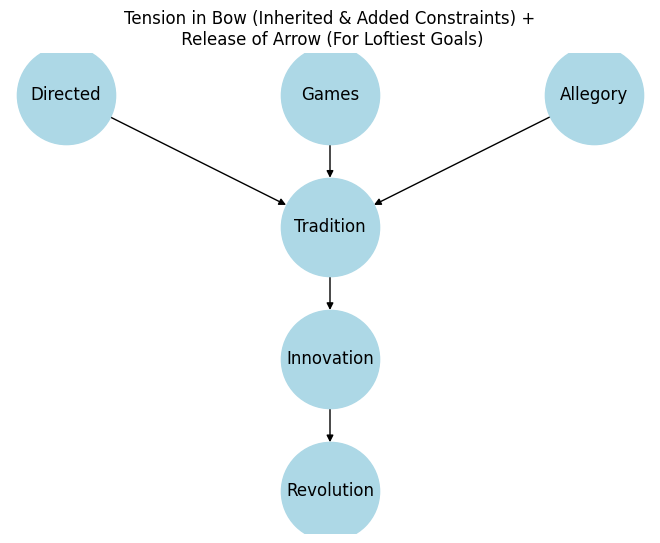 Tension in Bow (Inherited & Added Constraints) +
Release of Arrow (For Loftiest Goals)
Directed
Games
Allegory
Tradition
Innovation
Revolution